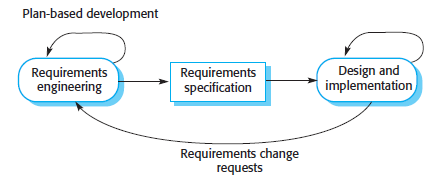 Plan-based development
Requirements
engineering
Requirements
specification
Design and
implementation
Requirements change
requests